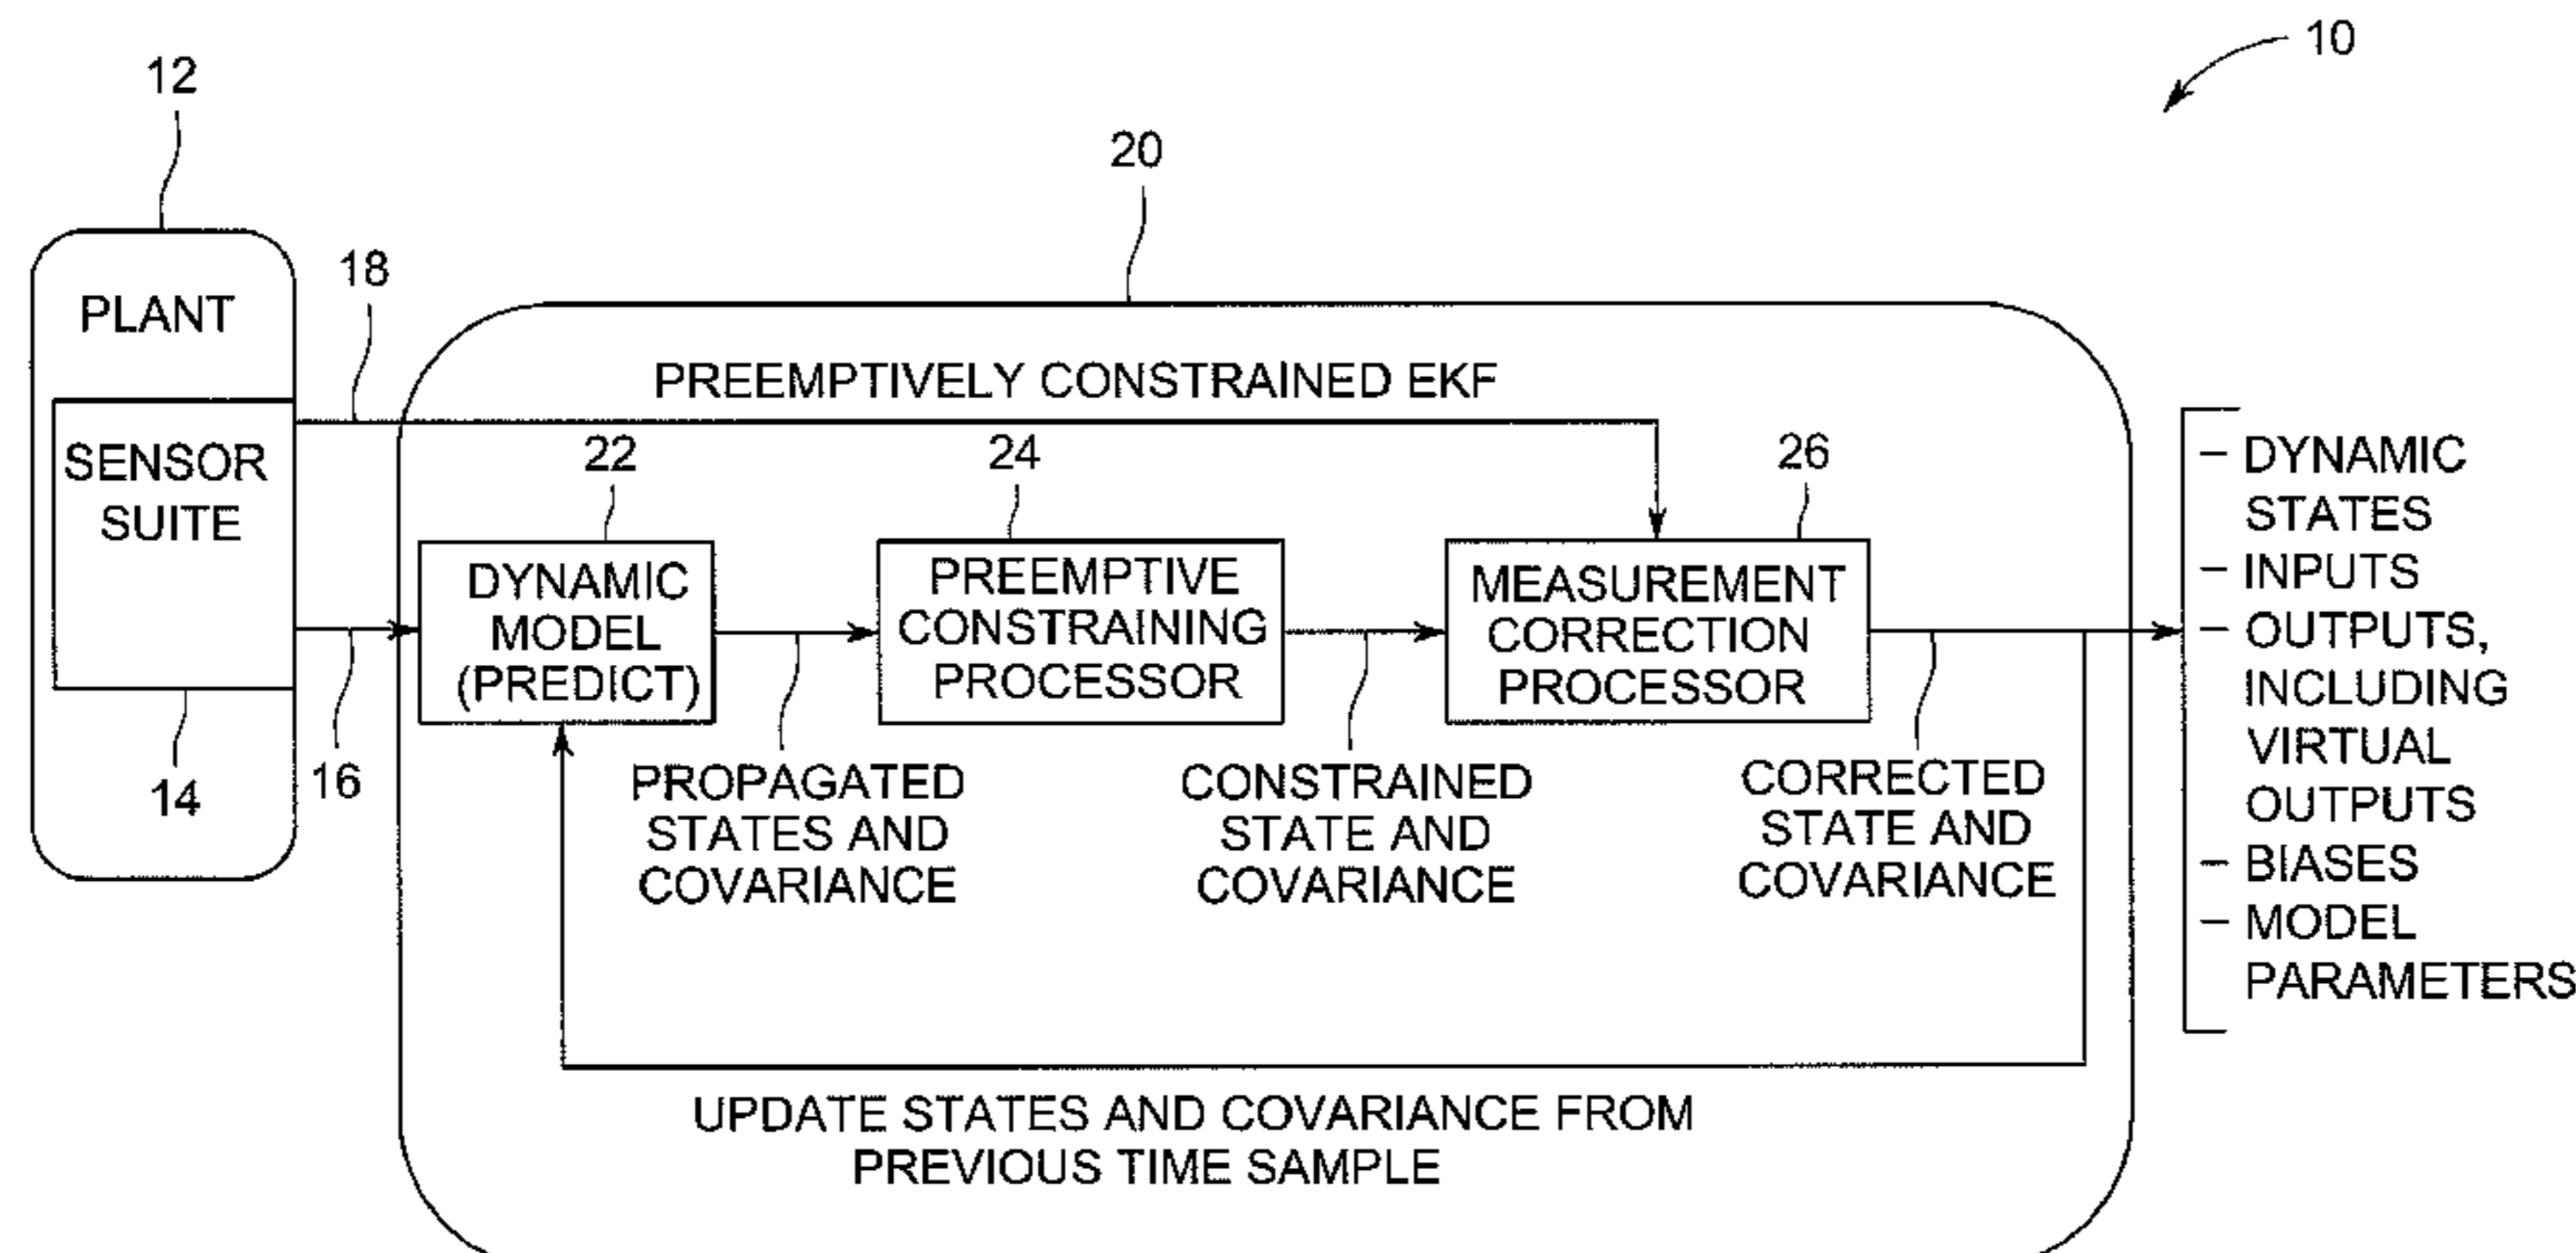 10
12
20
18
PLANT
PREEMPTIVELY CONSTRAINED EKF
SENSOR
SUITE
22
24
26
DYNAMIC
MODEL
(PREDICT)
PREEMPTIVE
CONSTRAINING
PROCESSOR
MEASUREMENT
CORRECTION
PROCESSOR
14
16
PROPAGATED
STATES AND
COVARIANCE
CONSTRAINED
STATE AND
COVARIANCE
CORRECTED
STATE AND
COVARIANCE
UPDATE STATES AND COVARIANCE FROM
PREVIOUS TIME SAMPLE
– DYNAMIC
STATES
– INPUTS
– OUTPUTS,
INCLUDING
VIRTUAL
OUTPUTS
– BIASES
– MODEL
PARAMETERS